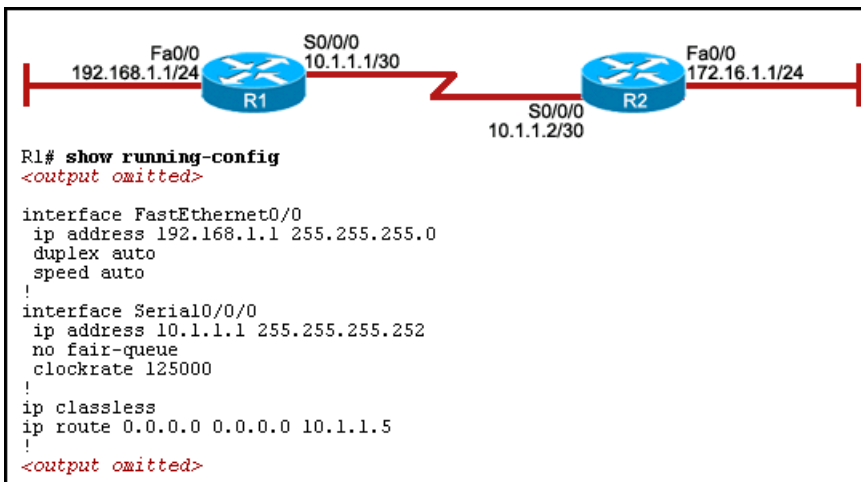 Fa0/0
192.168.1.1/24
S0/0/0
10.1.1.1/30
R1
Fa0/0
172.16.1.1/24
R2
S0/0/0
10.1.1.2/30
R1# show running-config
<output omitted>
interface FastEthernet0/0
ip address 192.168.1.1 255.255.255.0
duplex auto
speed auto
!
interface Serial0/0/0
ip address 10.1.1.1 255.255.255.252
no fair-queue
clockrate 125000
!
ip classless
ip route 0.0.0.0 0.0.0.0 10.1.1.5
!
<output omitted>